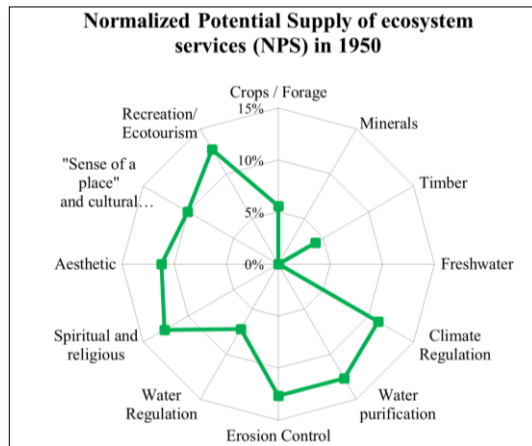 Normalized Potential Supply of ecosystem
services (NPS) in 1950
Crops / Forage
15%
10%
5%
0%
Minerals
Timber
Freshwater
Climate
Regulation
Water
purification
Erosion Control
Water
Regulation
Spiritual and
religious
Aesthetic
"Sense of a
place"
and cultural…
Recreation/
Ecotourism